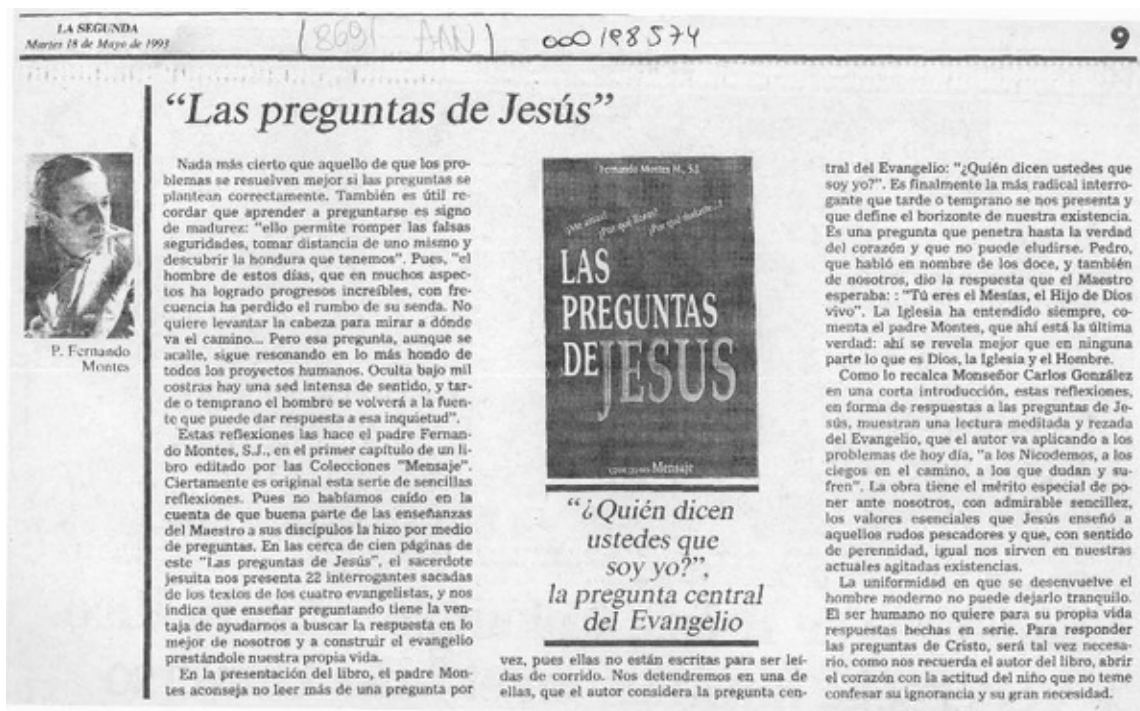 LA SEGUNDA
Martes 18 de Mayo de 1993
(869( AAN)
000198574
9
“Las preguntas de Jesús”
P. Fernando
Montes
Nada más cierto que aquello de que los pro-
blemas se resuelven mejor si las preguntas se
plantean correctamente. También es útil re-
cordar que aprender a preguntarse es signo
de madurez: "ello permite romper las falsas
seguridades, tomar distancia de uno mismo y
descubrir la hondura que tenemos". Pues, "el
hombre de estos días, que en muchos aspec-
tos ha logrado progresos increíbles, con fre-
cuencia ha perdido el rumbo de su senda. No
quiere levantar la cabeza para mirar a dónde
va el camino... Pero esa pregunta, aunque se
acalle, sigue resonando en lo más hondo de
todos los proyectos humanos. Oculta bajo mil
costras hay una sed intensa de sentido, y tar-
de o temprano el hombre se volverá a la fuen-
te que puede dar respuesta a esa inquietud".
Estas reflexiones las hace el padre Fernan-
do Montes, S.J., en el primer capítulo de un li-
bro editado por las Colecciones "Mensaje".
Ciertamente es original esta serie de sencillas
reflexiones. Pues no habíamos caído en la
cuenta de que buena parte de las enseñanzas
del Maestro a sus discípulos la hizo por medio
de preguntas. En las cerca de cien páginas de
este "Las preguntas de Jesús", el sacerdote
jesuita nos presenta 22 interrogantes sacadas
de los textos de los cuatro evangelistas, y nos
indica que enseñar preguntando tiene la ven-
taja de ayudarnos a buscar la respuesta en lo
mejor de nosotros y a construir el evangelio
prestándole nuestra propia vida.
En la presentación del libro, el padre Mon-
tes aconseja no leer más de una pregunta por
Fernando Montes M., S.J.
¿Me amas?
¿Por qué lloras?
¿Por qué dudaste...?
LAS
PREGUNTAS
DE JESUS
Mensaje
“¿Quién dicen
ustedes que
soy yo?”,
la pregunta central
del Evangelio
vez, pues ellas no están escritas para ser leí-
das de corrido. Nos detendremos en una de
ellas, que el autor considera la pregunta cen-
tral del Evangelio: "¿Quién dicen ustedes que
soy yo?". Es finalmente la más radical interro-
gante que tarde o temprano se nos presenta y
que define el horizonte de nuestra existencia.
Es una pregunta que penetra hasta la verdad
del corazón y que no puede eludirse. Pedro,
que habló en nombre de los doce, y también
de nosotros, dio la respuesta que el Maestro
esperaba: : "Tú eres el Mesías, el Hijo de Dios
vivo". La Iglesia ha entendido siempre, co-
menta el padre Montes, que ahí está la última
verdad: ahí se revela mejor que en ninguna
parte lo que es Dios, la Iglesia y el Hombre.
Como lo recalca Monseñor Carlos González
en una corta introducción, estas reflexiones,
en forma de respuestas a las preguntas de Je-
sús, muestran una lectura meditada y rezada
del Evangelio, que el autor va aplicando a los
problemas de hoy día, "a los Nicodemos, a los
ciegos en el camino, a los que dudan y su-
fren". La obra tiene el mérito especial de po-
ner ante nosotros, con admirable sencillez,
los valores esenciales que Jesús enseñó a
aquellos rudos pescadores y que, con sentido
de perennidad, igual nos sirven en nuestras
actuales agitadas existencias.
La uniformidad en que se desenvuelve el
hombre moderno no puede dejarlo tranquilo.
El ser humano no quiere para su propia vida
respuestas hechas en serie. Para responder
las preguntas de Cristo, será tal vez necesa-
rio, como nos recuerda el autor del libro, abrir
el corazón con la actitud del niño que no teme
confesar su ignorancia y su gran necesidad.